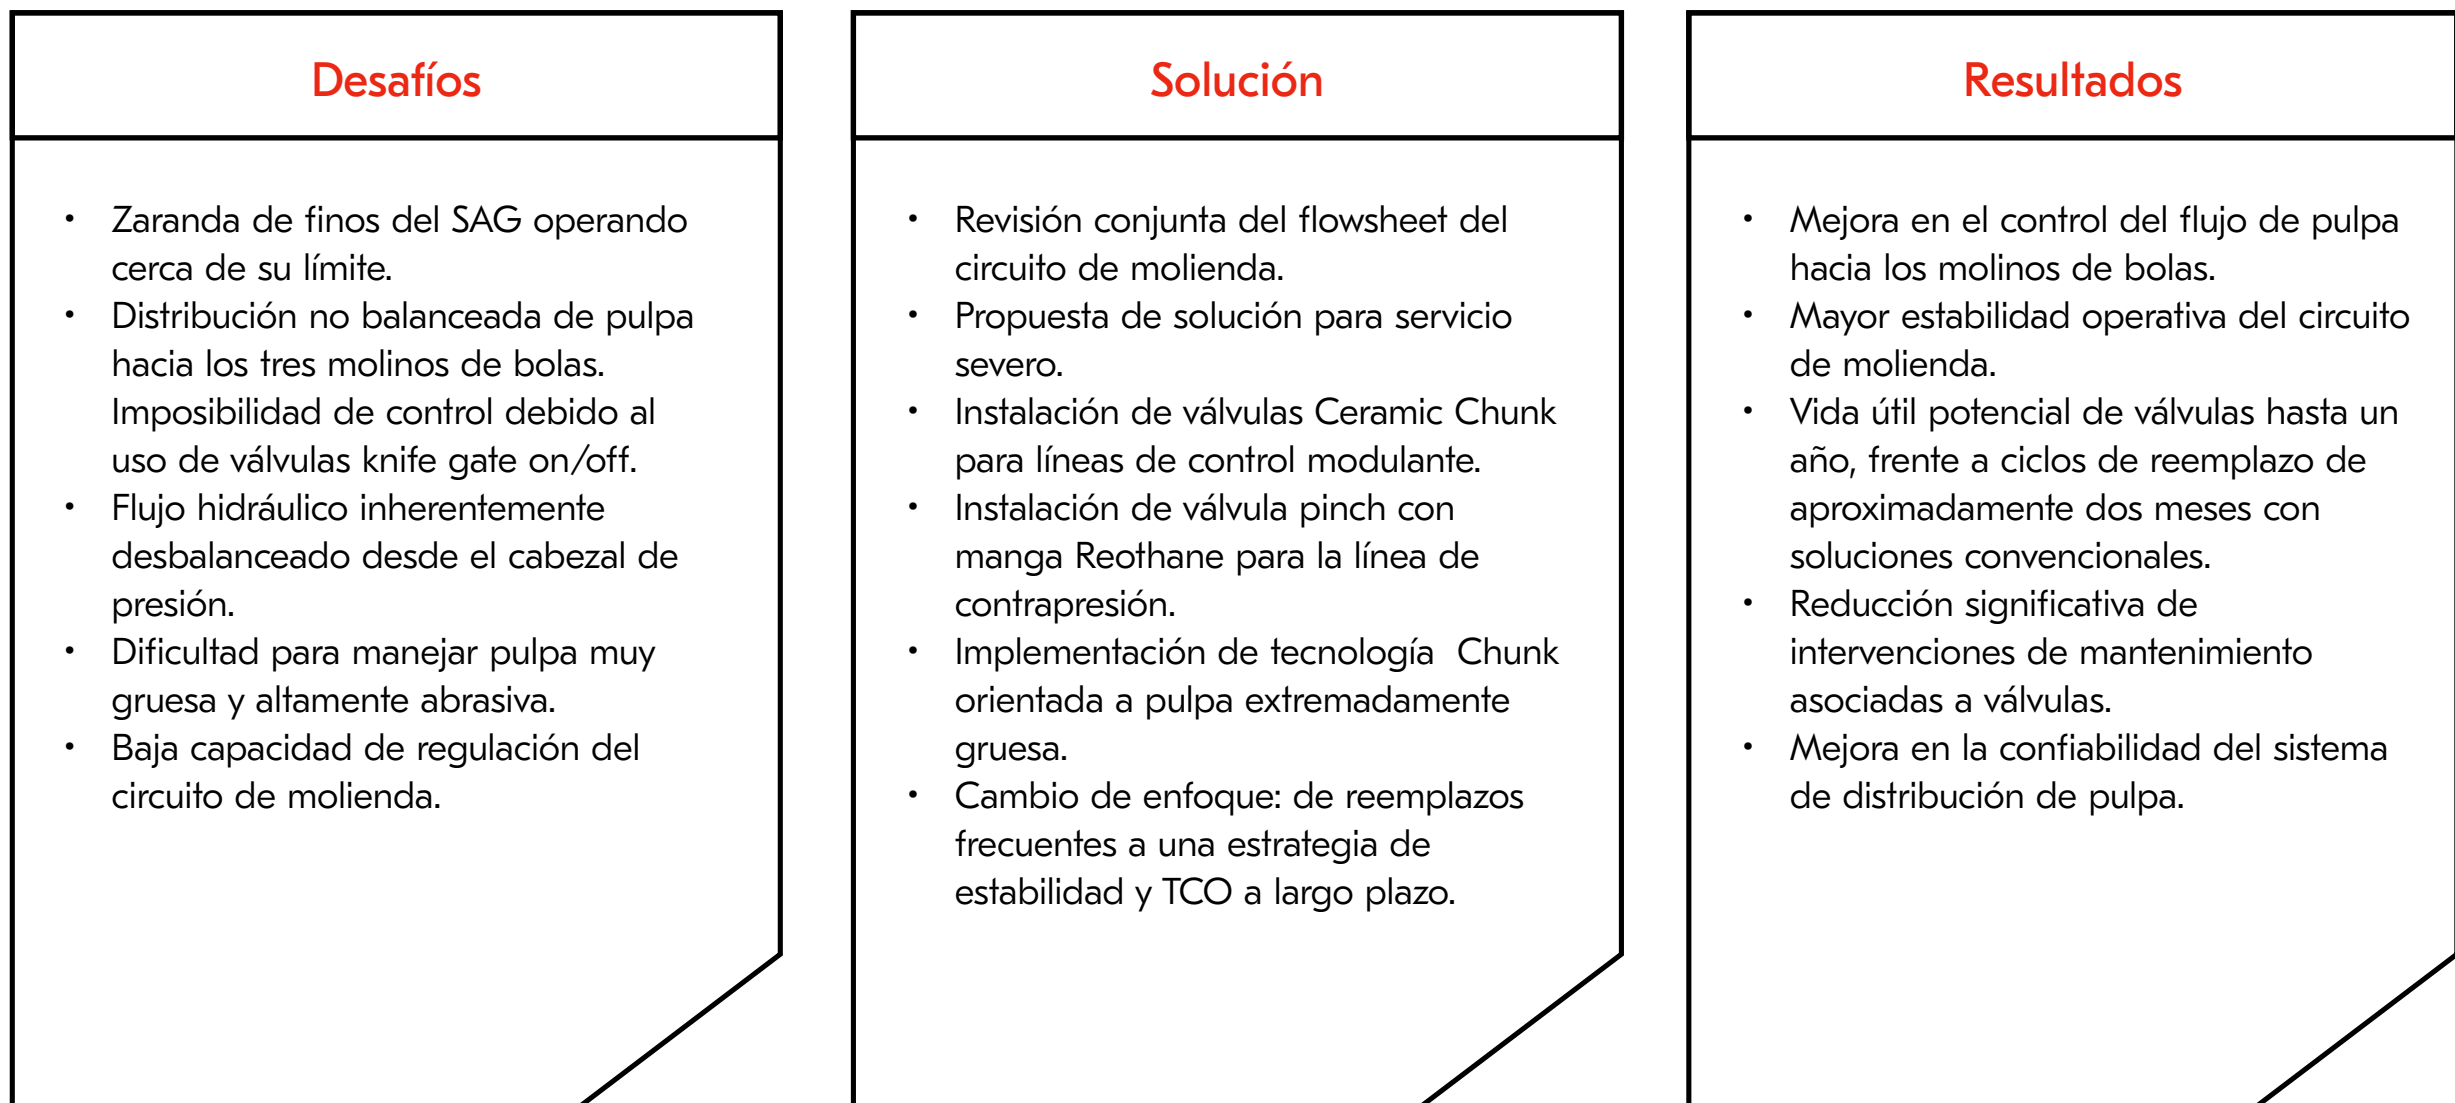 Desafíos
• Zaranda de finos del SAG operando
cerca de su límite.
• Distribución no balanceada de pulpa
hacia los tres molinos de bolas.
Imposibilidad de control debido al
uso de válvulas knife gate on/off.
• Flujo hidráulico inherentemente
desbalanceado desde el cabezal de
presión.
• Dificultad para manejar pulpa muy
gruesa y altamente abrasiva.
• Baja capacidad de regulación del
circuito de molienda.
Solución
• Revisión conjunta del flowsheet del
circuito de molienda.
• Propuesta de solución para servicio
severo.
• Instalación de válvulas Ceramic Chunk
para líneas de control modulante.
• Instalación de válvula pinch con
manga Reothane para la línea de
contrapresión.
• Implementación de tecnología  Chunk
orientada a pulpa extremadamente
gruesa.
• Cambio de enfoque: de reemplazos
frecuentes a una estrategia de
estabilidad y TCO a largo plazo.
Resultados
• Mejora en el control del flujo de pulpa
hacia los molinos de bolas.
• Mayor estabilidad operativa del circuito
de molienda.
• Vida útil potencial de válvulas hasta un
año, frente a ciclos de reemplazo de
aproximadamente dos meses con
soluciones convencionales.
• Reducción significativa de
intervenciones de mantenimiento
asociadas a válvulas.
• Mejora en la confiabilidad del sistema
de distribución de pulpa.